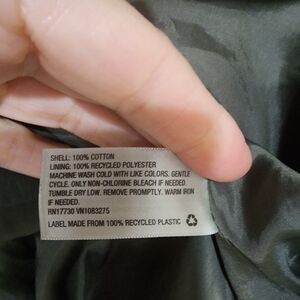 SHELL: 100% COTTON
LINING: 100% RECYCLED POLYESTER
MACHINE WASH COLD WITH LIKE COLORS. GENTLE
CYCLE. ONLY NON-CHLORINE BLEACH IF NEEDED.
TUMBLE DRY LOW. REMOVE PROMPTLY. WARM IRON
IF NEEDED.
RN17730 VN1083275
LABEL MADE FROM 100% RECYCLED PLASTIC